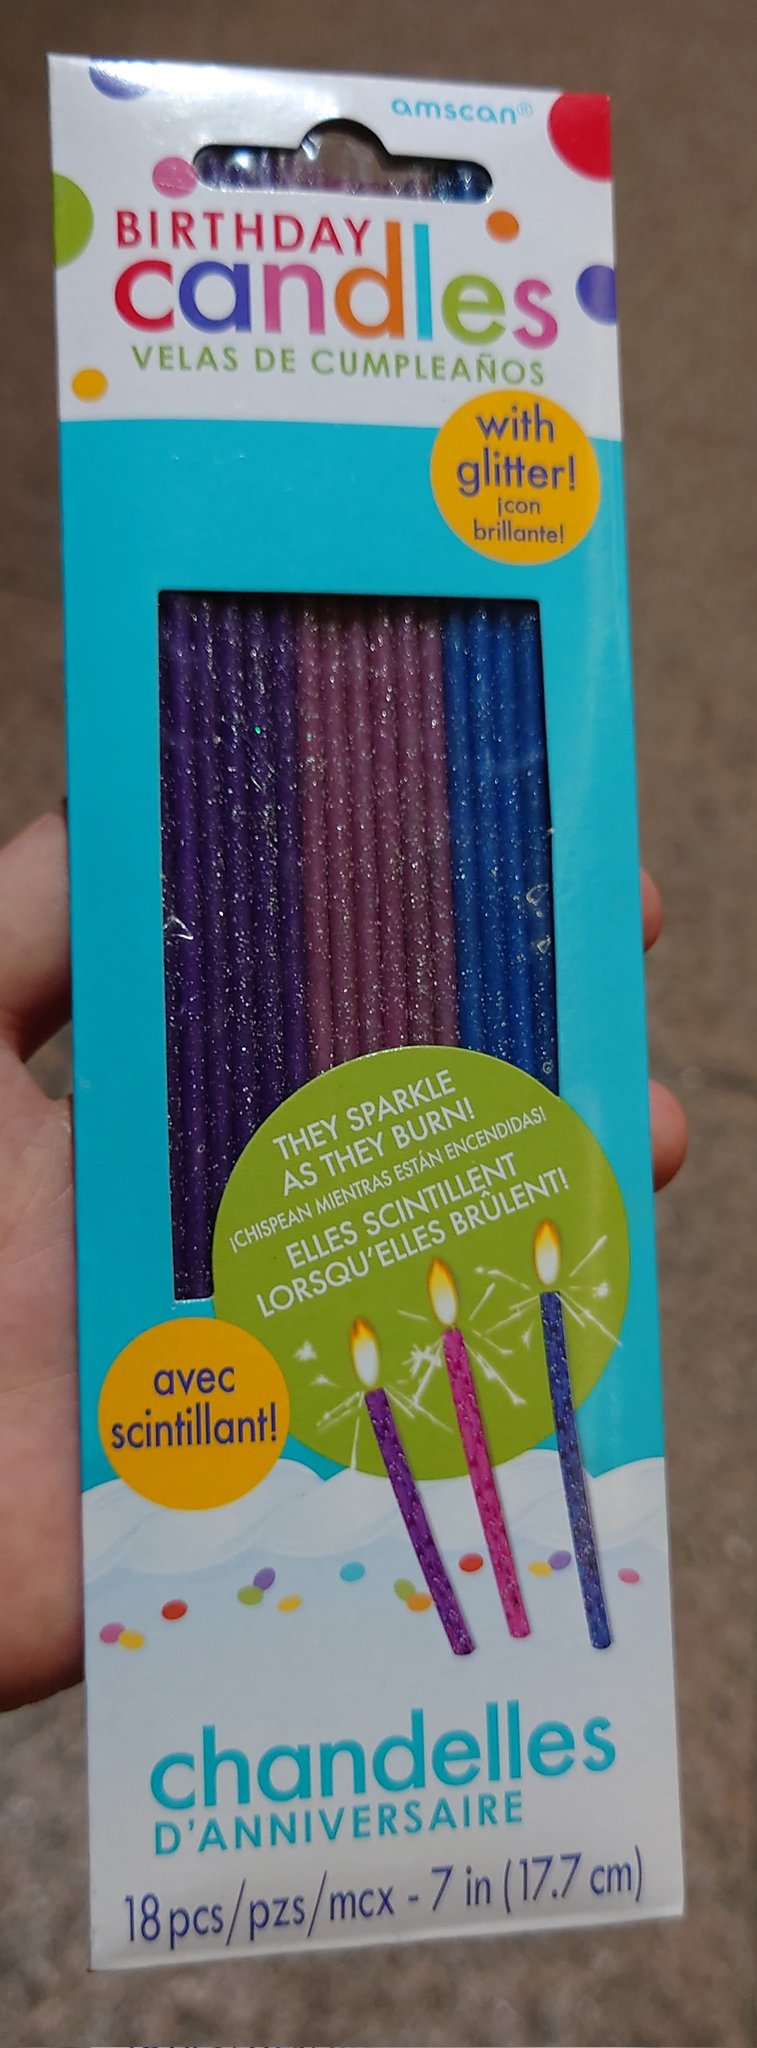 amscan®
BIRTHDAY
candles
VELAS DE CUMPLEAÑOS
with
glitter!
¡con
brillante!
THEY SPARKLE
AS THEY BURN!
¡CHISPEAN MIENTRAS ESTÁN ENCENDIDAS!
ELLES SCINTILLENT
LORSQU'ELLES BRÛLENT!
avec
scintillant!
chandelles
D'ANNIVERSAIRE
18 pcs/pzs/mcx - 7 in (17.7 cm)